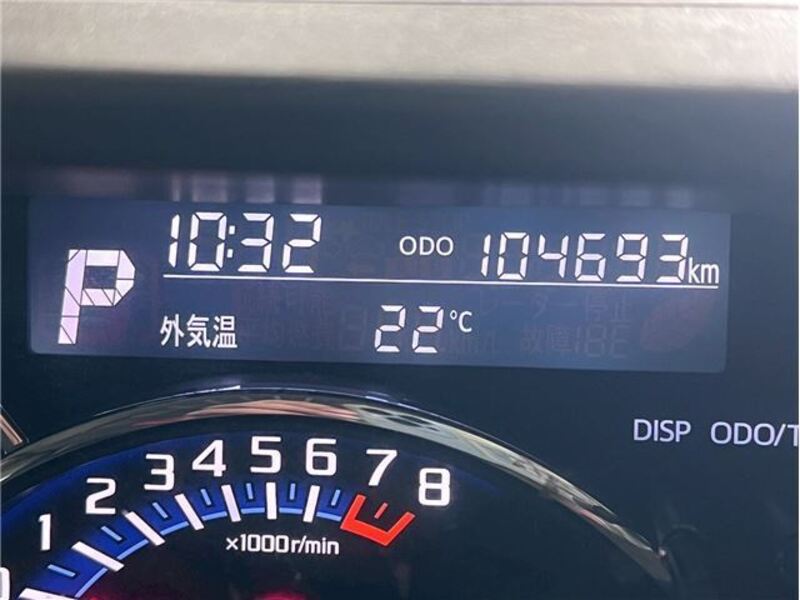 10:32 ODO 104693km
P
外気温 22℃
DISP ODO/T
0 1 2 3 4 5 6 7 8
×1000r/min